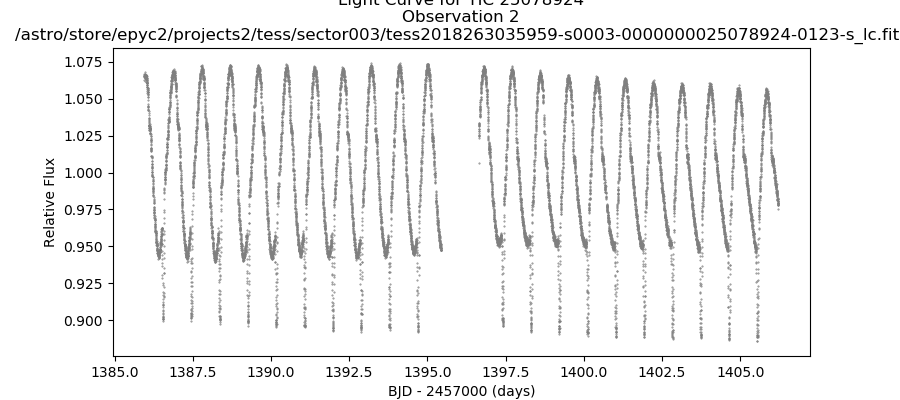 Light Curve for TIC 25078924
Observation 2
/astro/store/epyc2/projects2/tess/sector003/tess2018263035959-s0003-0000000025078924-0123-s_lc.fit
1.075
1.050
1.025
1.000
0.975
0.950
0.925
0.900
Relative Flux
1385.0 1387.5 1390.0 1392.5 1395.0 1397.5 1400.0 1402.5 1405.0
BJD - 2457000 (days)